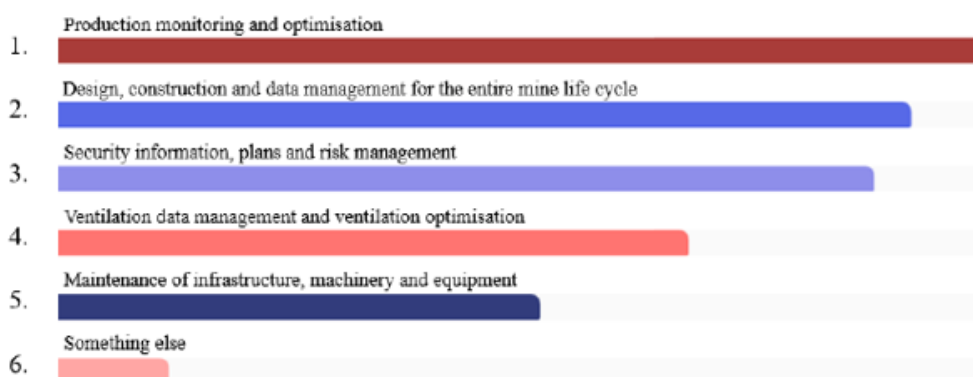 Production monitoring and optimisation
1.
Design, construction and data management for the entire mine life cycle
2.
Security information, plans and risk management
3.
Ventilation data management and ventilation optimisation
4.
Maintenance of infrastructure, machinery and equipment
5.
Something else
6.